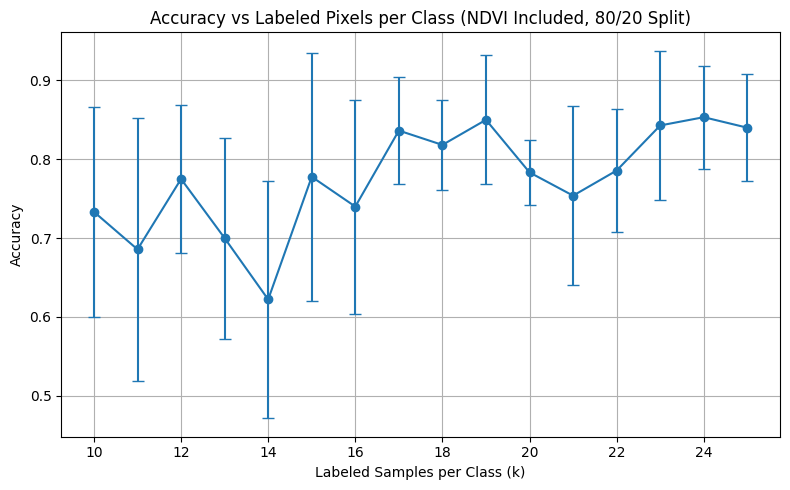 Accuracy vs Labeled Pixels per Class (NDVI Included, 80/20 Split)
Accuracy
0.9
0.8
0.7
0.6
0.5
10 12 14 16 18 20 22 24
Labeled Samples per Class (k)